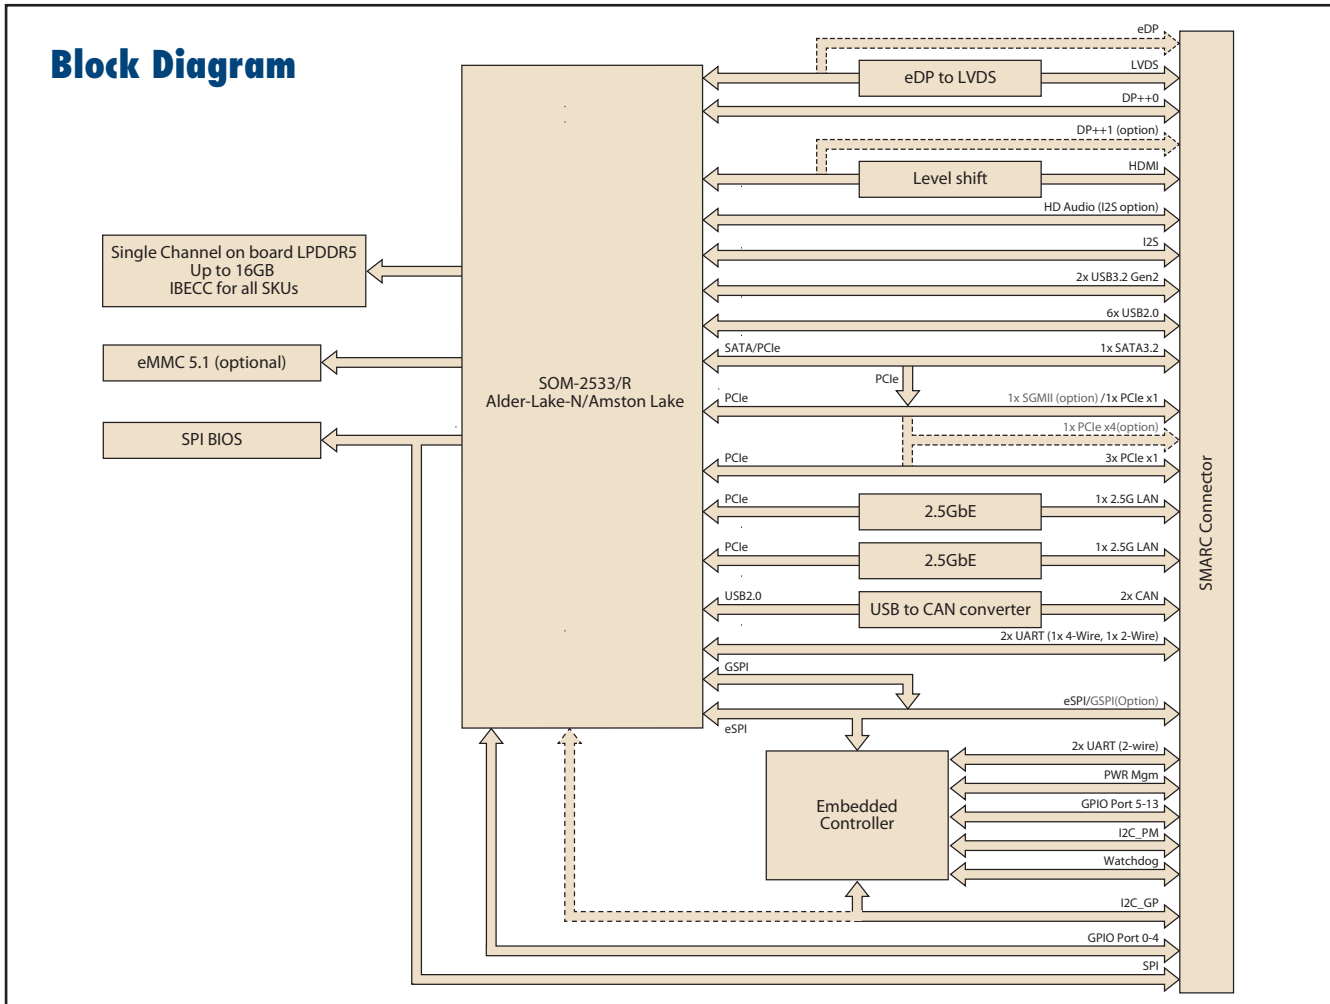 Block Diagram
eDP
eDP to LVDS
LVDS
DP++0
DP++1 (option)
Level shift
HDMI
HD Audio (I2S option)
I2S
2x USB3.2 Gen2
6x USB2.0
SATA/PCIe
1x SATA3.2
PCIe
PCIe
1x SGMII (option) /1x PCIe x1
1x PCIe x4(option)
PCIe
3x PCIe x1
PCIe
2.5GbE
1x 2.5G LAN
PCIe
2.5GbE
1x 2.5G LAN
USB2.0
USB to CAN converter
2x CAN
2x UART (1x 4-Wire, 1x 2-Wire)
GSPI
eSPI/GSPI(Option)
eSPI
Single Channel on board LPDDR5
Up to 16GB
IBECC for all SKUs
eMMC 5.1 (optional)
SPI BIOS
SOM-2533/R
Alder-Lake-N/Amston Lake
SMARC Connector
Embedded
Controller
2x UART (2-wire)
PWR Mgm
GPIO Port 5-13
I2C_PM
Watchdog
I2C_GP
GPIO Port 0-4
SPI